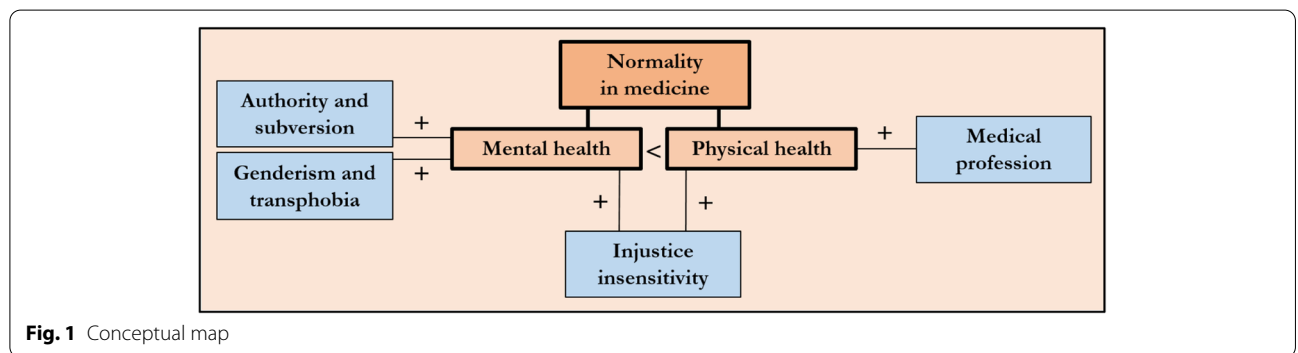 Normality
in medicine
Authority and
subversion
+
Mental health
<
Physical health
+
Medical
profession
Genderism and
transphobia
+
+
+
Injustice
insensitivity
Fig. 1 Conceptual map